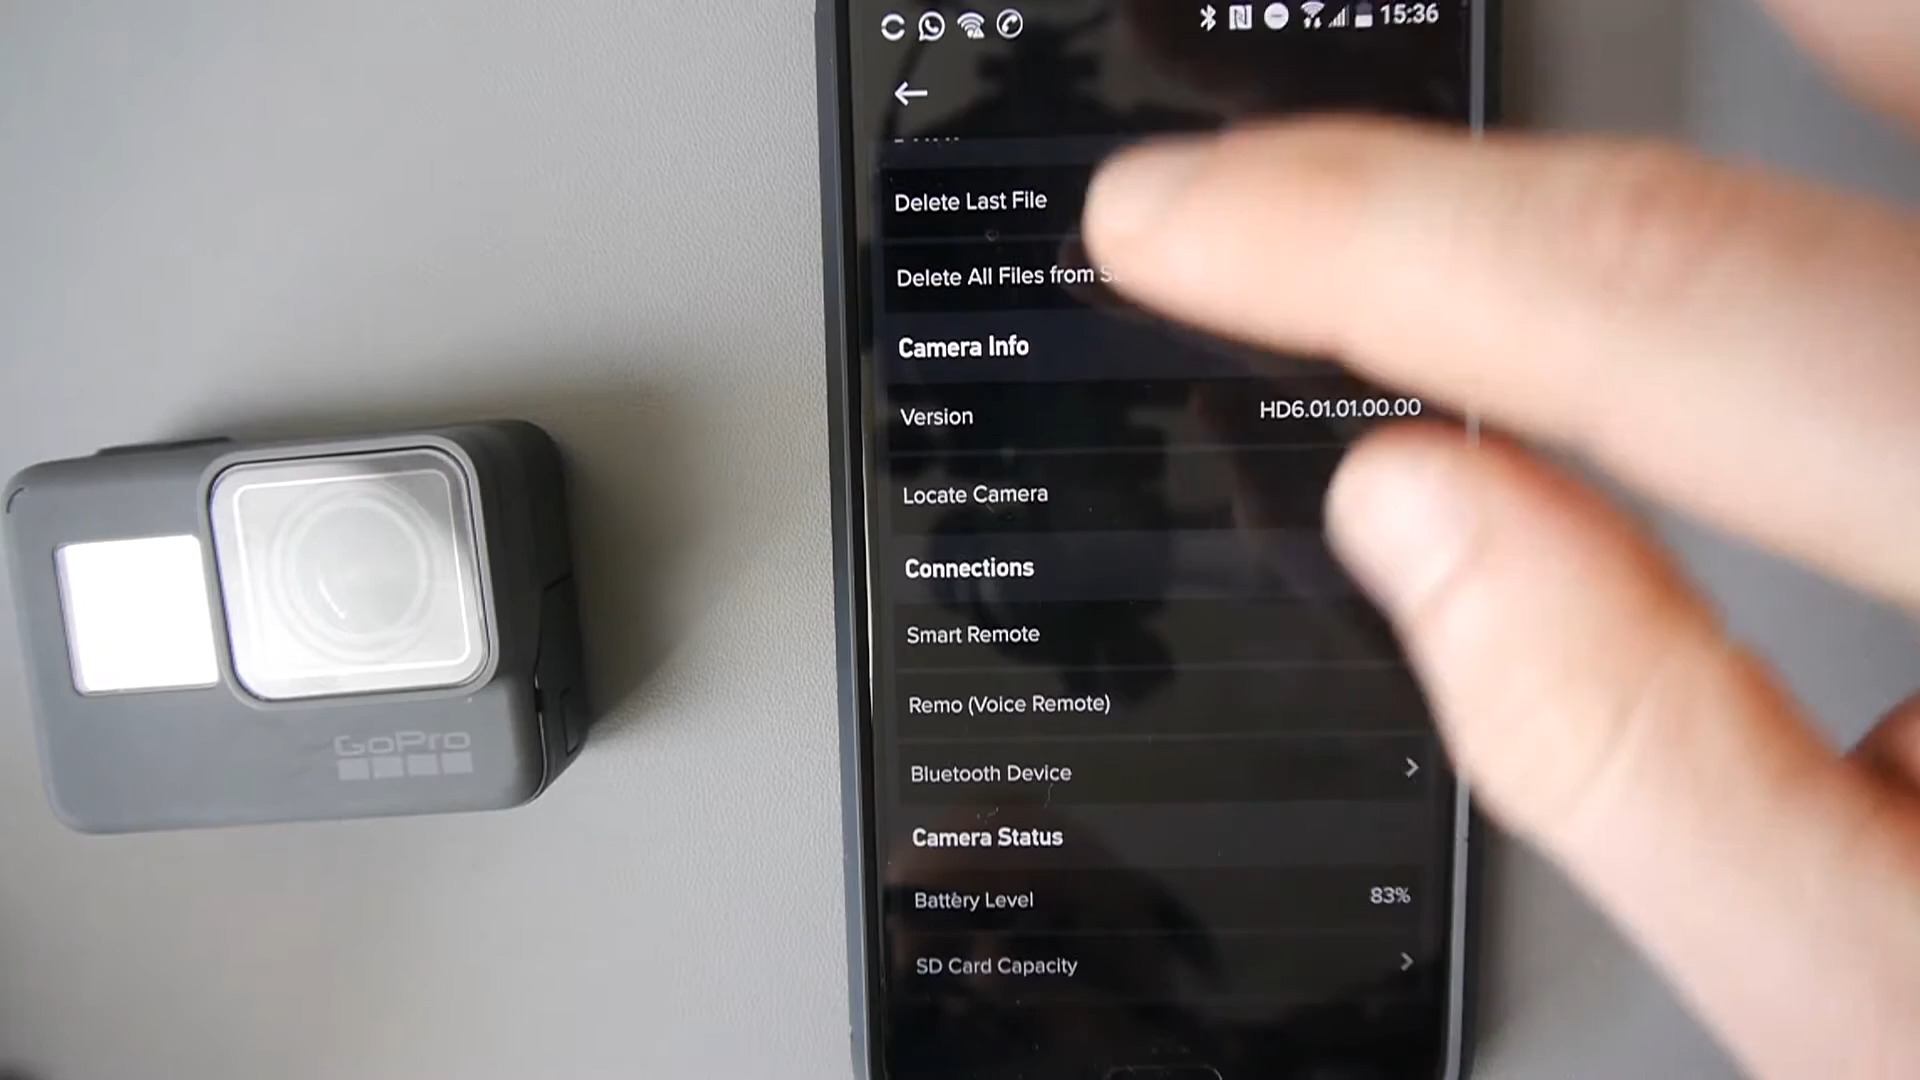 15:36
Delete Last File
Delete All Files from
Camera Info
Version HD6.01.01.00.00
Locate Camera
Connections
Smart Remote
Remo (Voice Remote)
Bluetooth Device
Camera Status
Battery Level 83%
SD Card Capacity
GoPro